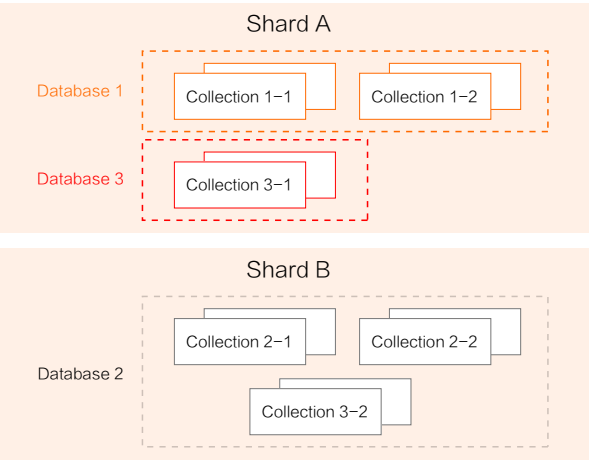 Shard A
Database 1
Collection 1-1
Collection 1-2
Database 3
Collection 3-1
Shard B
Collection 2-1
Collection 2-2
Database 2
Collection 3-2